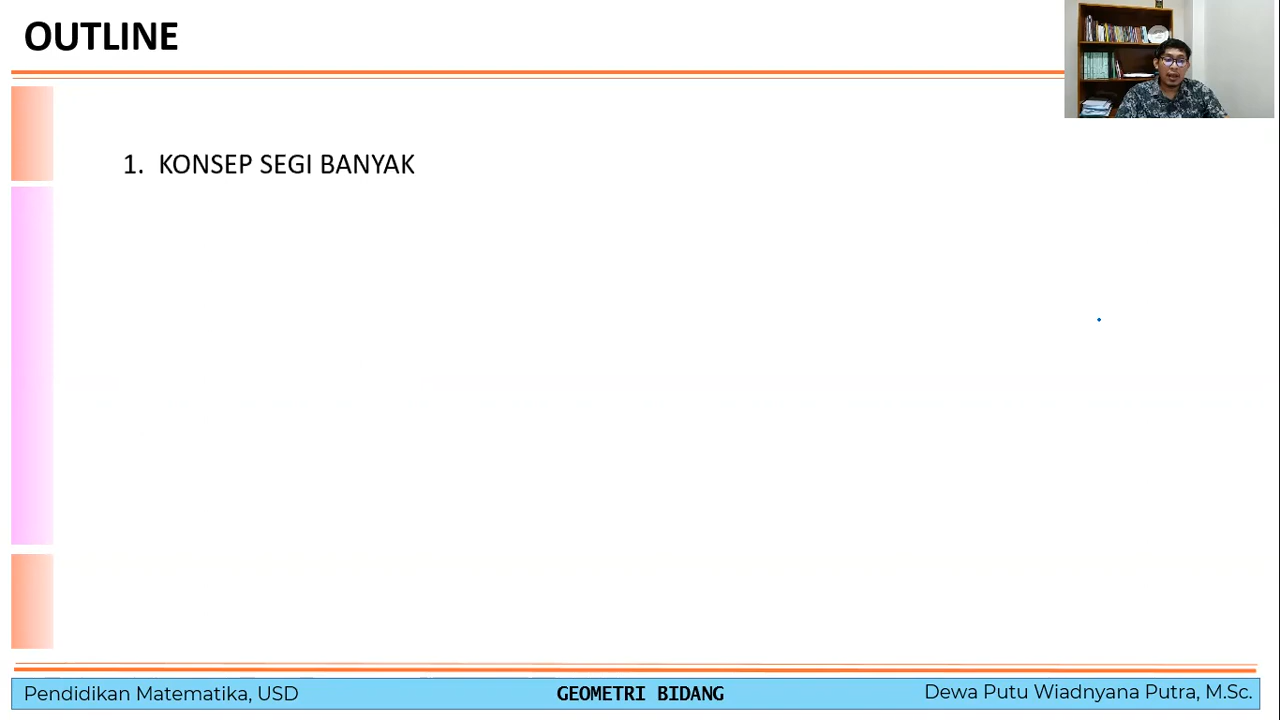 OUTLINE
1. KONSEP SEGI BANYAK
Pendidikan Matematika, USD
GEOMETRI BIDANG
Dewa Putu Wiadnyana Putra, M.Sc.